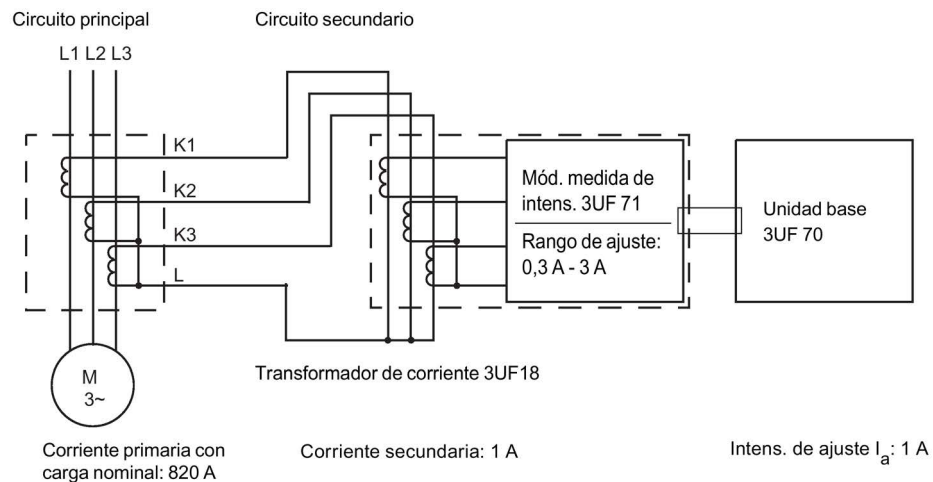 Circuito principal
Circuito secundario
L1 L2 L3
K1
K2
K3
L
Mód. medida de
intens. 3UF 71
Rango de ajuste:
0,3 A - 3 A
Unidad base
3UF 70
M
3~
Transformador de corriente 3UF18
Corriente primaria con
carga nominal: 820 A
Corriente secundaria: 1 A
Intens. de ajuste Ia: 1 A